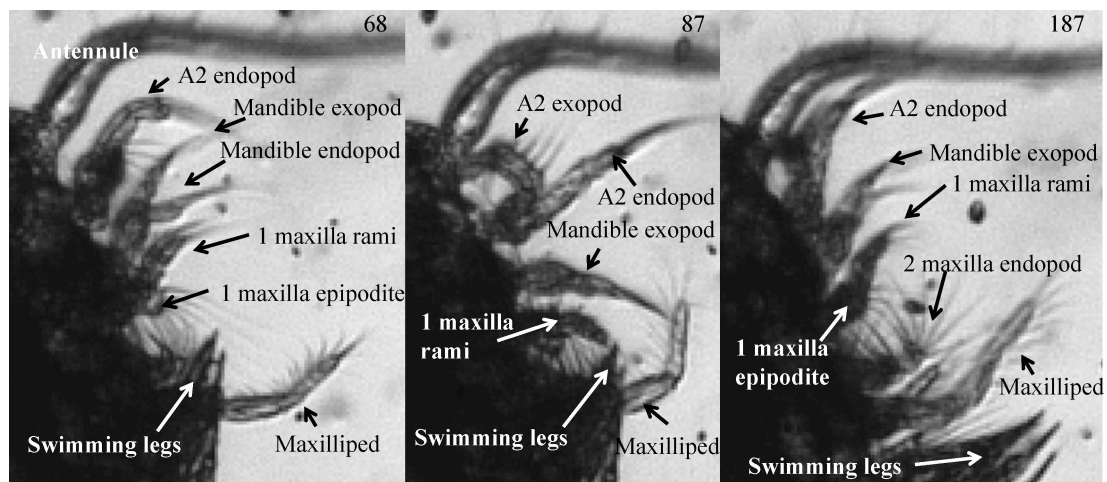 68
Antennule
A2 endopod
Mandible exopod
Mandible endopod
1 maxilla rami
1 maxilla epipodite
Swimming legs
Maxilliped
87
A2 exopod
A2 endopod
Mandible exopod
1 maxilla
rami
Swimming legs
Maxilliped
187
A2 endopod
Mandible exopod
1 maxilla rami
2 maxilla endopod
1 maxilla
epipodite
Maxilliped
Swimming legs